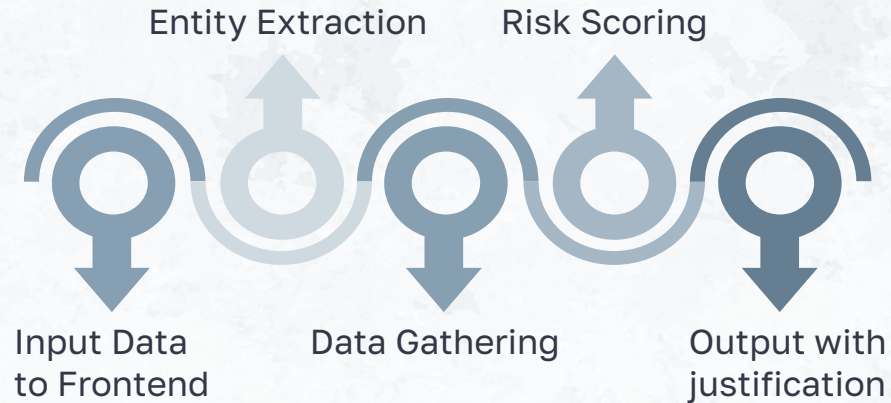 Entity Extraction
Risk Scoring
Input Data
to Frontend
Data Gathering
Output with
justification